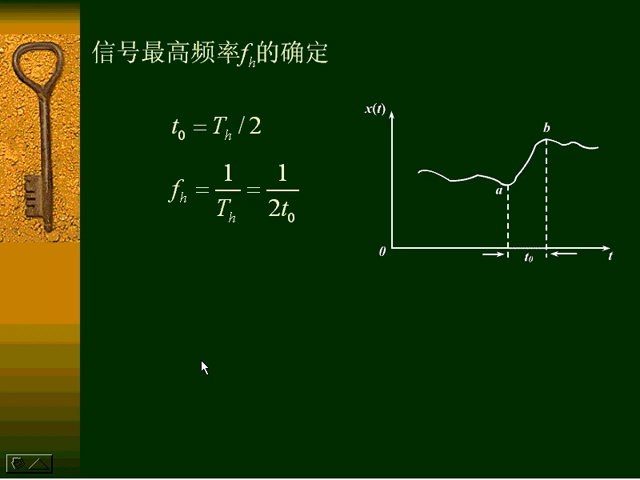 信号最高频率fh的确定
t0 = Th / 2
fh = 1/Th = 1/2t0
x(t)
b
a
0
t0
t